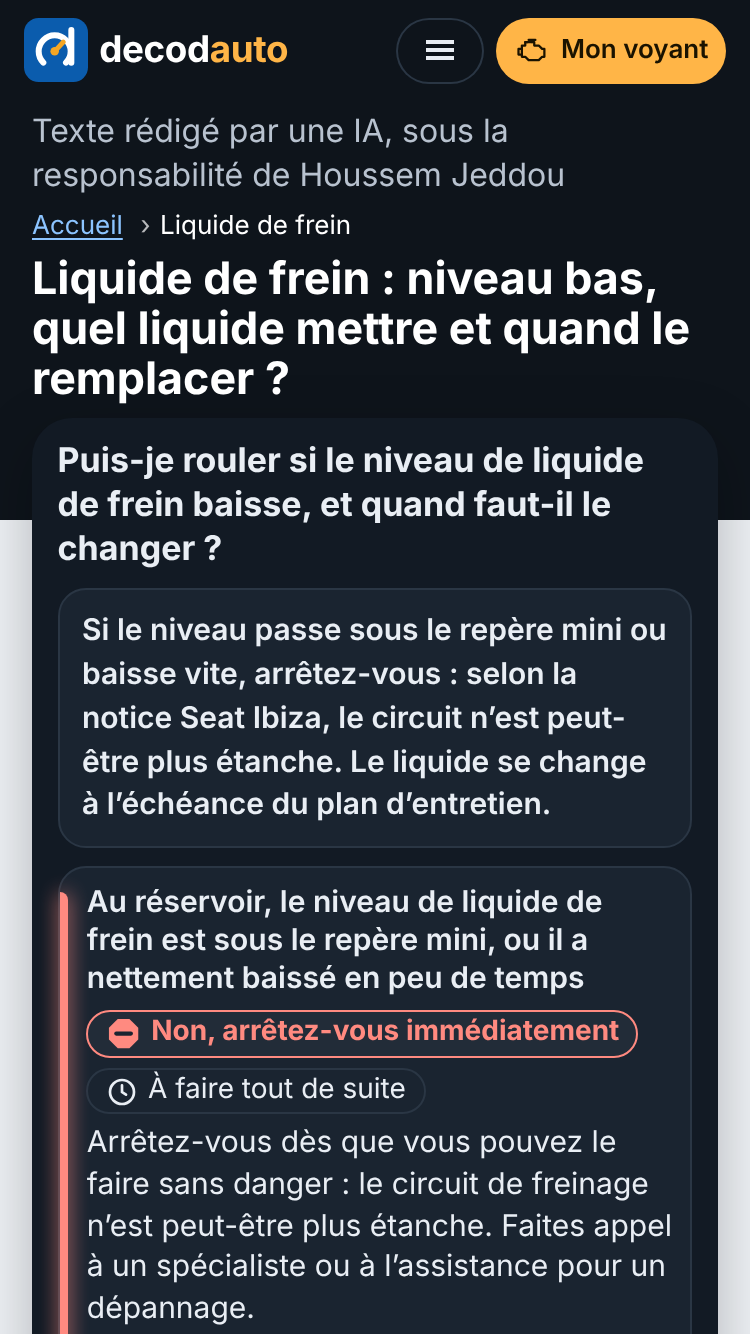 decodauto
Mon voyant
Texte rédigé par une IA, sous la
responsabilité de Houssem Jeddou
Accueil › Liquide de frein
Liquide de frein : niveau bas,
quel liquide mettre et quand le
remplacer ?
Puis-je rouler si le niveau de liquide
de frein baisse, et quand faut-il le
changer ?
Si le niveau passe sous le repère mini ou
baisse vite, arrêtez-vous : selon la
notice Seat Ibiza, le circuit n’est peut-
être plus étanche. Le liquide se change
à l’échéance du plan d’entretien.
Au réservoir, le niveau de liquide de
frein est sous le repère mini, ou il a
nettement baissé en peu de temps
Non, arrêtez-vous immédiatement
À faire tout de suite
Arrêtez-vous dès que vous pouvez le
faire sans danger : le circuit de freinage
n’est peut-être plus étanche. Faites appel
à un spécialiste ou à l’assistance pour un
dépannage.